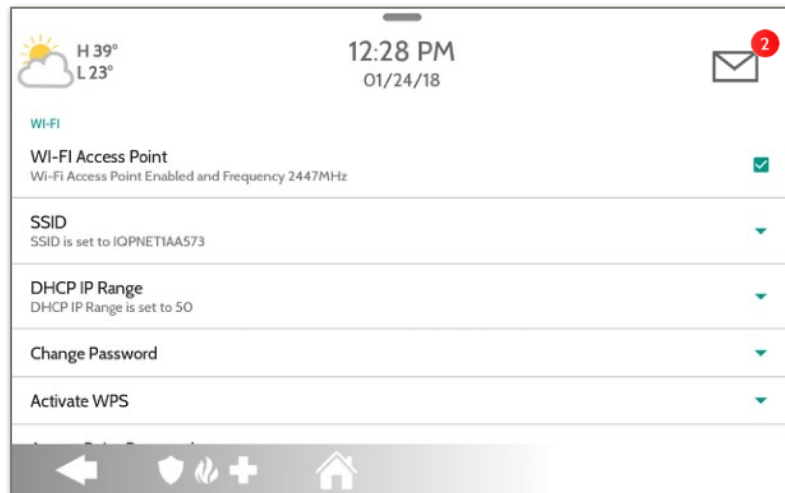 H 39°
L 23°
12:28 PM
01/24/18
2
WI-FI
WI-FI Access Point
Wi-Fi Access Point Enabled and Frequency 2447MHz
SSID
SSID is set to IQPNET1AA573
DHCP IP Range
DHCP IP Range is set to 50
Change Password
Activate WPS